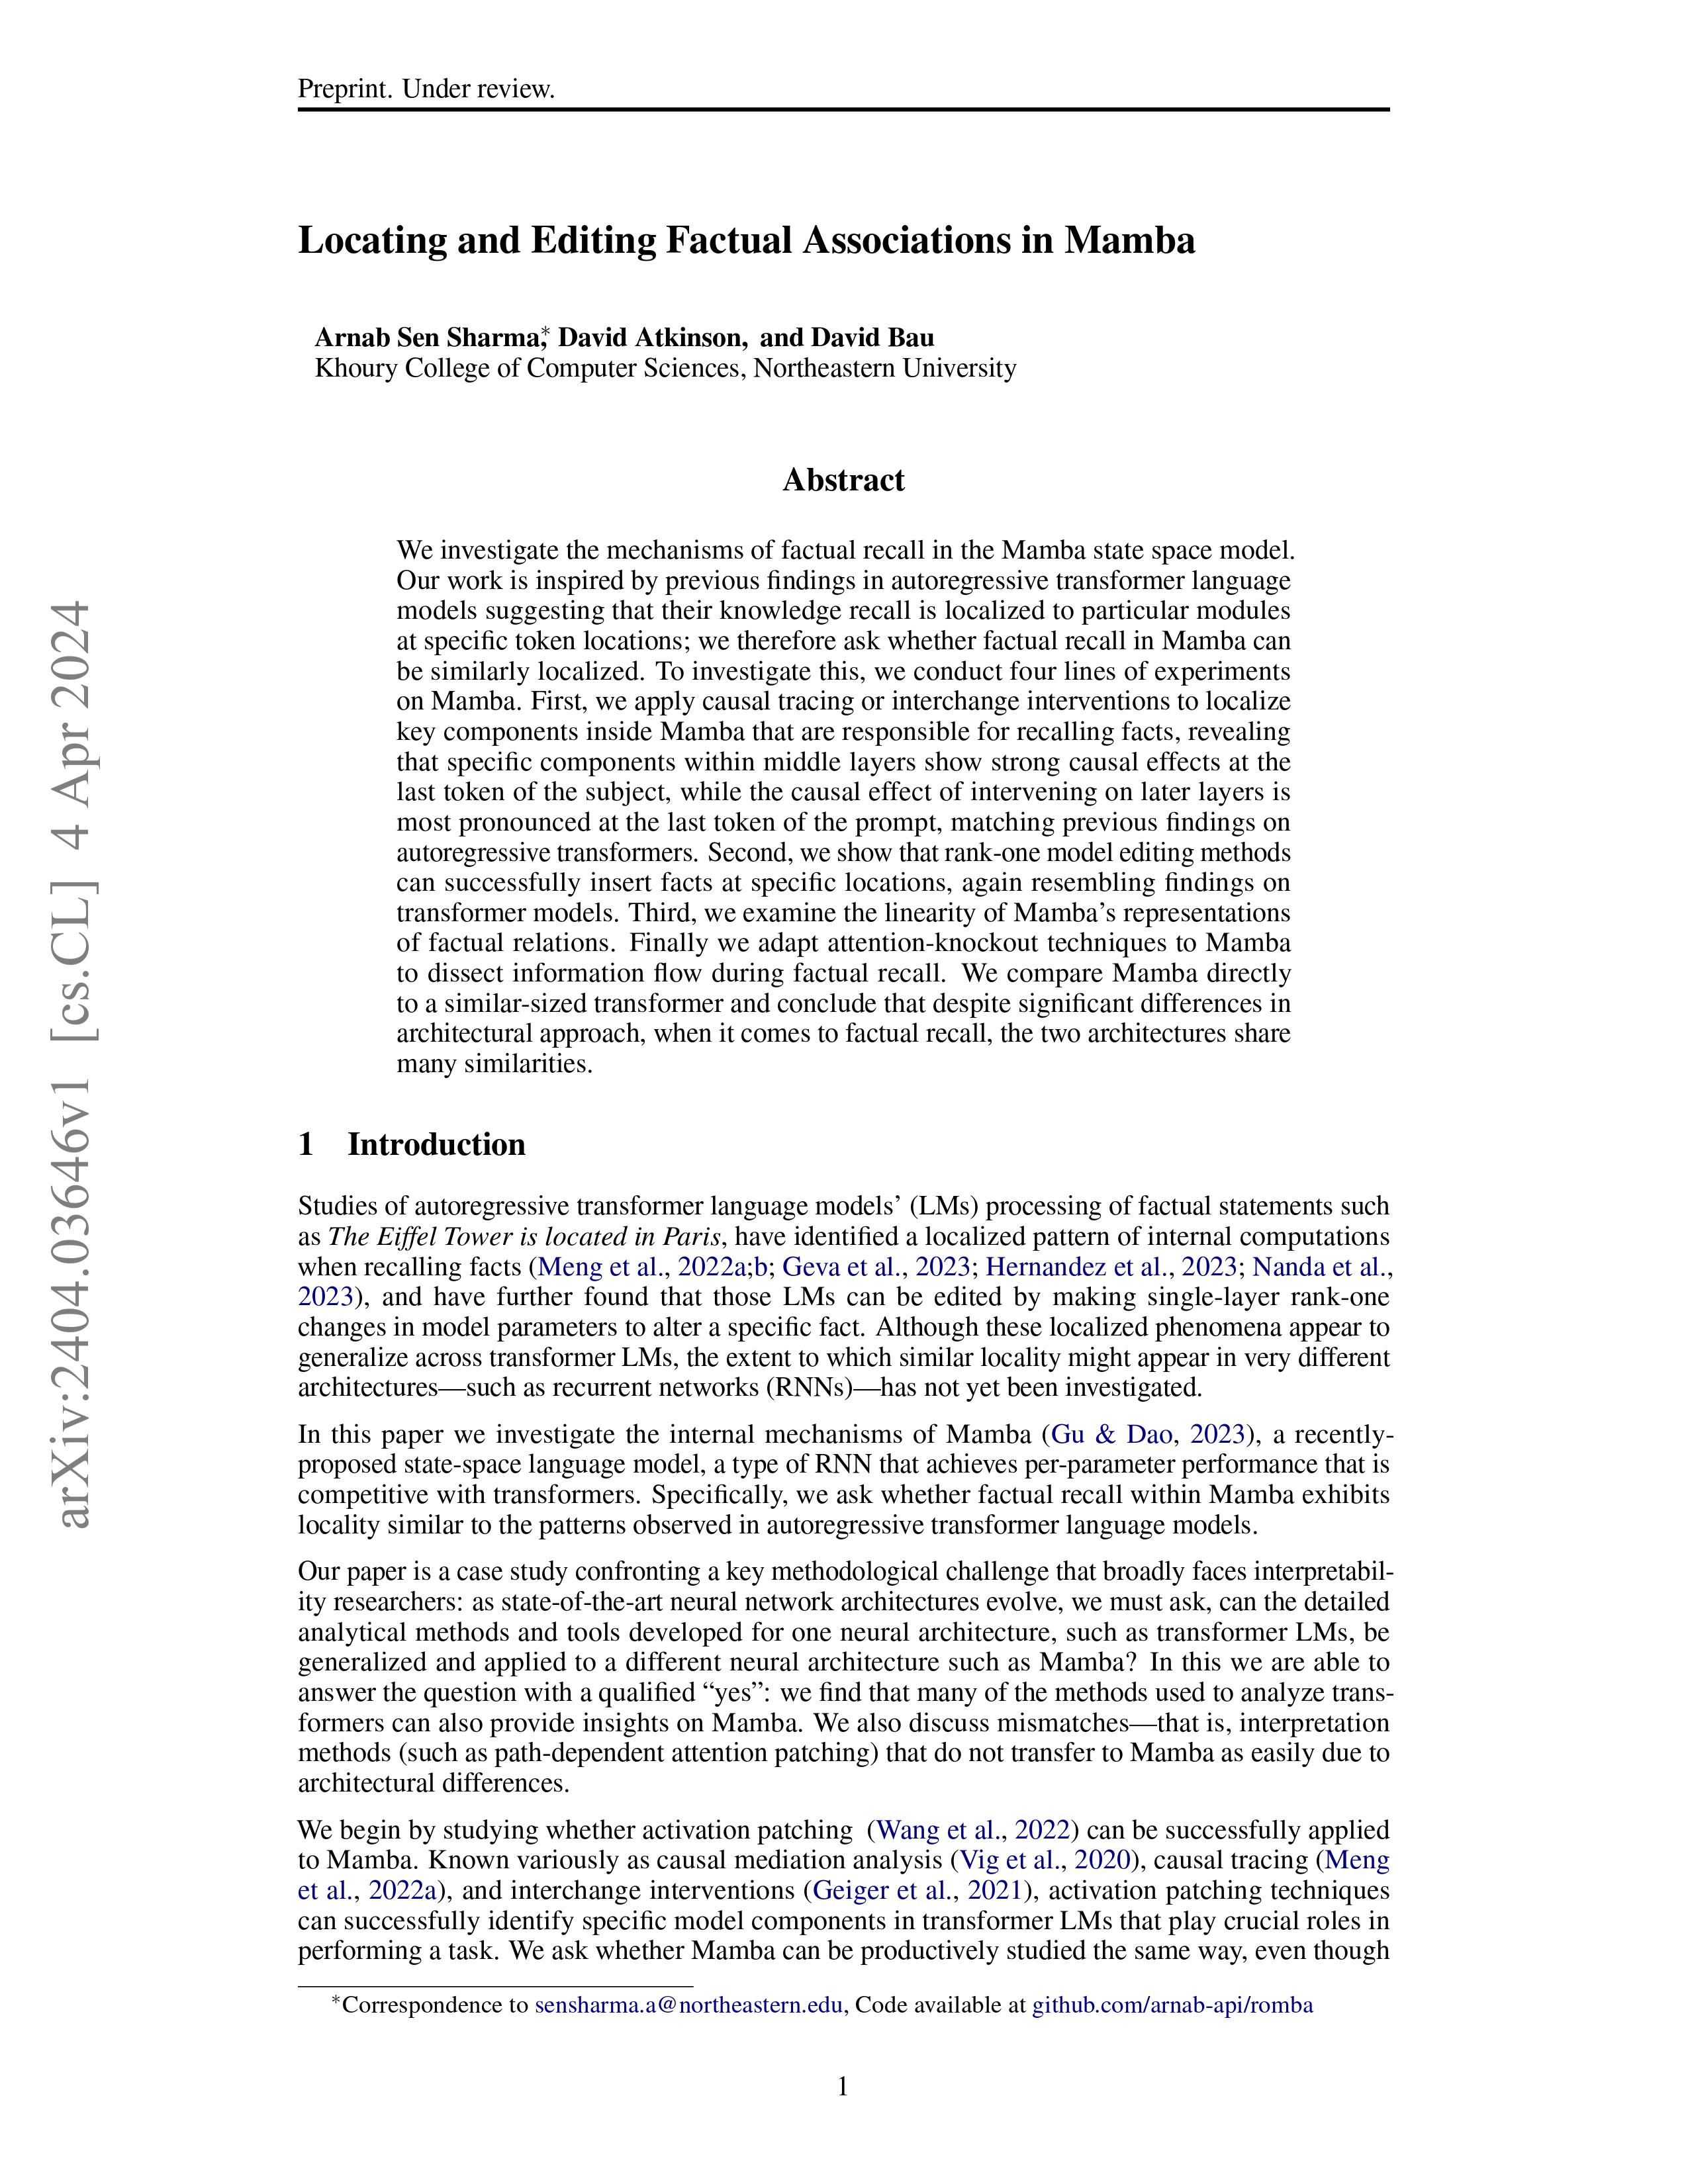 Preprint. Under review.
Locating and Editing Factual Associations in Mamba
Arnab Sen Sharma,* David Atkinson, and David Bau
Khoury College of Computer Sciences, Northeastern University
Abstract
We investigate the mechanisms of factual recall in the Mamba state space model.
Our work is inspired by previous findings in autoregressive transformer language
models suggesting that their knowledge recall is localized to particular modules
at specific token locations; we therefore ask whether factual recall in Mamba can
be similarly localized. To investigate this, we conduct four lines of experiments
on Mamba. First, we apply causal tracing or interchange interventions to localize
key components inside Mamba that are responsible for recalling facts, revealing
that specific components within middle layers show strong causal effects at the
last token of the subject, while the causal effect of intervening on later layers is
most pronounced at the last token of the prompt, matching previous findings on
autoregressive transformers. Second, we show that rank-one model editing methods
can successfully insert facts at specific locations, again resembling findings on
transformer models. Third, we examine the linearity of Mamba's representations
of factual relations. Finally we adapt attention-knockout techniques to Mamba
to dissect information flow during factual recall. We compare Mamba directly
to a similar-sized transformer and conclude that despite significant differences in
architectural approach, when it comes to factual recall, the two architectures share
many similarities.
1 Introduction
Studies of autoregressive transformer language models' (LMs) processing of factual statements such
as The Eiffel Tower is located in Paris, have identified a localized pattern of internal computations
when recalling facts (Meng et al., 2022a;b; Geva et al., 2023; Hernandez et al., 2023; Nanda et al.,
2023), and have further found that those LMs can be edited by making single-layer rank-one
changes in model parameters to alter a specific fact. Although these localized phenomena appear to
generalize across transformer LMs, the extent to which similar locality might appear in very different
architectures—such as recurrent networks (RNNs)—has not yet been investigated.
In this paper we investigate the internal mechanisms of Mamba (Gu & Dao, 2023), a recently-
proposed state-space language model, a type of RNN that achieves per-parameter performance that is
competitive with transformers. Specifically, we ask whether factual recall within Mamba exhibits
locality similar to the patterns observed in autoregressive transformer language models.
Our paper is a case study confronting a key methodological challenge that broadly faces interpretabil-
ity researchers: as state-of-the-art neural network architectures evolve, we must ask, can the detailed
analytical methods and tools developed for one neural architecture, such as transformer LMs, be
generalized and applied to a different neural architecture such as Mamba? In this we are able to
answer the question with a qualified “yes”: we find that many of the methods used to analyze trans-
formers can also provide insights on Mamba. We also discuss mismatches—that is, interpretation
methods (such as path-dependent attention patching) that do not transfer to Mamba as easily due to
architectural differences.
We begin by studying whether activation patching (Wang et al., 2022) can be successfully applied
to Mamba. Known variously as causal mediation analysis (Vig et al., 2020), causal tracing (Meng
et al., 2022a), and interchange interventions (Geiger et al., 2021), activation patching techniques
can successfully identify specific model components in transformer LMs that play crucial roles in
performing a task. We ask whether Mamba can be productively studied the same way, even though
*Correspondence to sensharma.a@northeastern.edu, Code available at github.com/arnab-api/romba
1
arXiv:2404.03646v1 [cs.CL] 4 Apr 2024